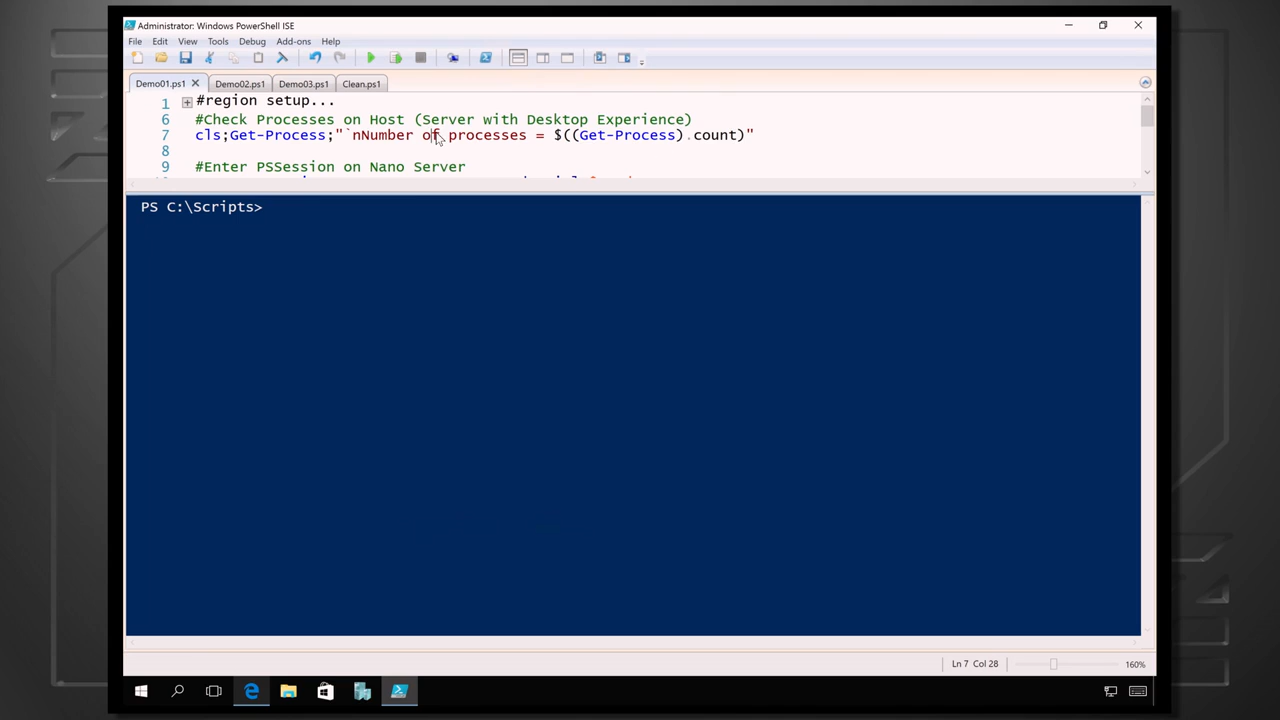 Administrator: Windows PowerShell ISE
File Edit View Tools Debug Add-ons Help
Demo01.ps1 Demo02.ps1 Demo03.ps1 Clean.ps1
1 #region setup...
6 #Check Processes on Host (Server with Desktop Experience)
7 cls;Get-Process;"`nNumber of processes = $((Get-Process).count)"
8
9 #Enter PSSession on Nano Server
PS C:\Scripts>
Ln 7 Col 28 160%